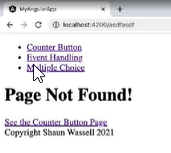 MyAngularApp
localhost:4200/asdfasdf
Counter Button
Event Handling
Multiple Choice
Page Not Found!
See the Counter Button Page
Copyright Shaun Wassell 2021